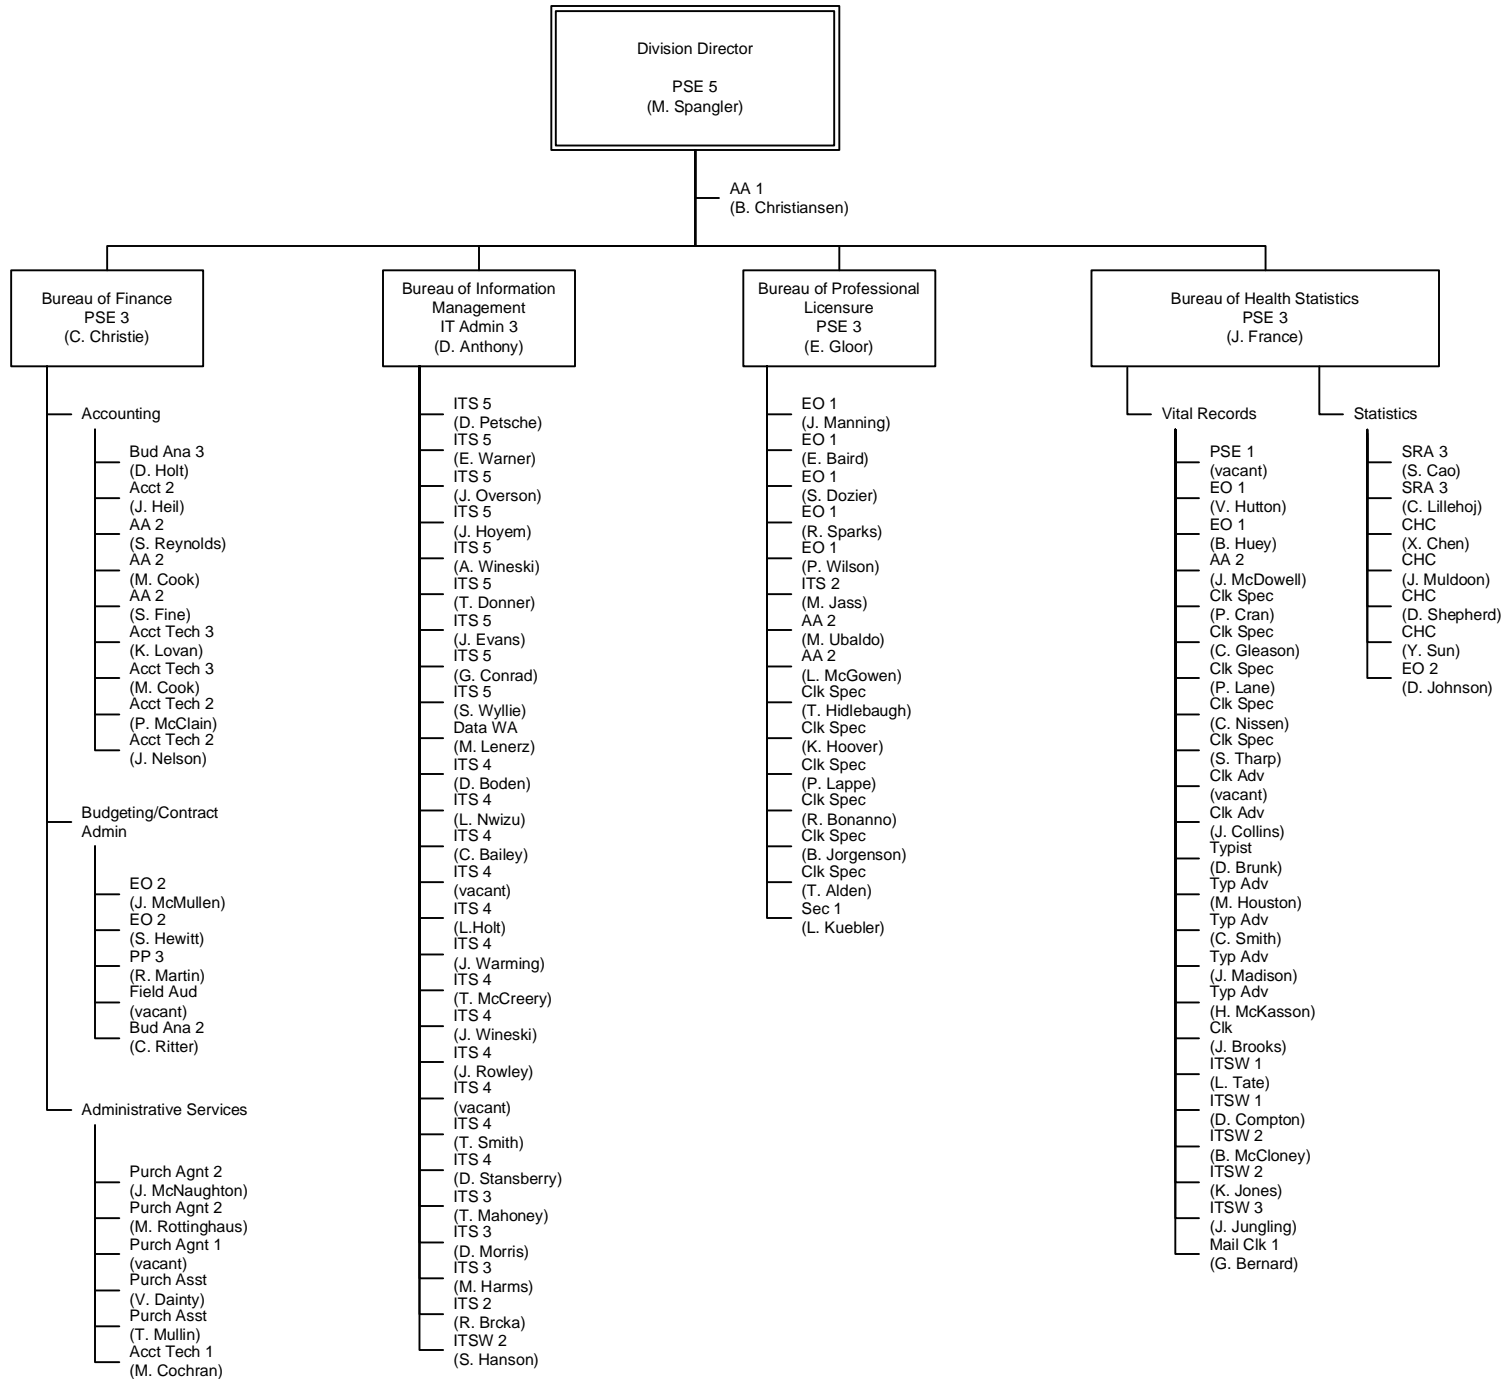 Division Director
PSE 5
(M. Spangler)
AA 1
(B. Christiansen)
Bureau of Finance
PSE 3
(C. Christie)
Accounting
Bud Ana 3
(D. Holt)
Acct 2
(J. Heil)
AA 2
(S. Reynolds)
AA 2
(M. Cook)
AA 2
(S. Fine)
Acct Tech 3
(K. Lovan)
Acct Tech 3
(M. Cook)
Acct Tech 2
(P. McClain)
Acct Tech 2
(J. Nelson)
Budgeting/Contract
Admin
EO 2
(J. McMullen)
EO 2
(S. Hewitt)
PP 3
(R. Martin)
Field Aud
(vacant)
Bud Ana 2
(C. Ritter)
Administrative Services
Purch Agnt 2
(J. McNaughton)
Purch Agnt 2
(M. Rottinghaus)
Purch Agnt 1
(vacant)
Purch Asst
(V. Dainty)
Purch Asst
(T. Mullin)
Acct Tech 1
(M. Cochran)
Bureau of Information
Management
IT Admin 3
(D. Anthony)
ITS 5
(D. Petsche)
ITS 5
(E. Warner)
ITS 5
(J. Overson)
ITS 5
(J. Hoyem)
ITS 5
(A. Wineski)
ITS 5
(T. Donner)
ITS 5
(J. Evans)
ITS 5
(G. Conrad)
ITS 5
(S. Wyllie)
Data WA
(M. Lenerz)
ITS 4
(D. Boden)
ITS 4
(L. Nwizu)
ITS 4
(C. Bailey)
ITS 4
(vacant)
ITS 4
(L.Holt)
ITS 4
(J. Warming)
ITS 4
(T. McCreery)
ITS 4
(J. Wineski)
ITS 4
(J. Rowley)
ITS 4
(vacant)
ITS 4
(T. Smith)
ITS 4
(D. Stansberry)
ITS 3
(T. Mahoney)
ITS 3
(D. Morris)
ITS 3
(M. Harms)
ITS 2
(R. Brcka)
ITSW 2
(S. Hanson)
Bureau of Professional
Licensure
PSE 3
(E. Gloor)
EO 1
(J. Manning)
EO 1
(E. Baird)
EO 1
(S. Dozier)
EO 1
(R. Sparks)
EO 1
(P. Wilson)
ITS 2
(M. Jass)
AA 2
(M. Ubaldo)
AA 2
(L. McGowen)
Clk Spec
(T. Hidlebaugh)
Clk Spec
(K. Hoover)
Clk Spec
(P. Lappe)
Clk Spec
(R. Bonanno)
Clk Spec
(B. Jorgenson)
Clk Spec
(T. Alden)
Sec 1
(L. Kuebler)
Bureau of Health Statistics
PSE 3
(J. France)
Vital Records
PSE 1
(vacant)
EO 1
(V. Hutton)
EO 1
(B. Huey)
AA 2
(J. McDowell)
Clk Spec
(P. Cran)
Clk Spec
(C. Gleason)
Clk Spec
(P. Lane)
Clk Spec
(C. Nissen)
Clk Spec
(S. Tharp)
Clk Adv
(vacant)
Clk Adv
(J. Collins)
Typist
(D. Brunk)
Typ Adv
(M. Houston)
Typ Adv
(C. Smith)
Typ Adv
(J. Madison)
Typ Adv
(H. McKasson)
Clk
(J. Brooks)
ITSW 1
(L. Tate)
ITSW 1
(D. Compton)
ITSW 2
(B. McCloney)
ITSW 2
(K. Jones)
ITSW 3
(J. Jungling)
Mail Clk 1
(G. Bernard)
Statistics
SRA 3
(S. Cao)
SRA 3
(C. Lillehoj)
CHC
(X. Chen)
CHC
(J. Muldoon)
CHC
(D. Shepherd)
CHC
(Y. Sun)
EO 2
(D. Johnson)